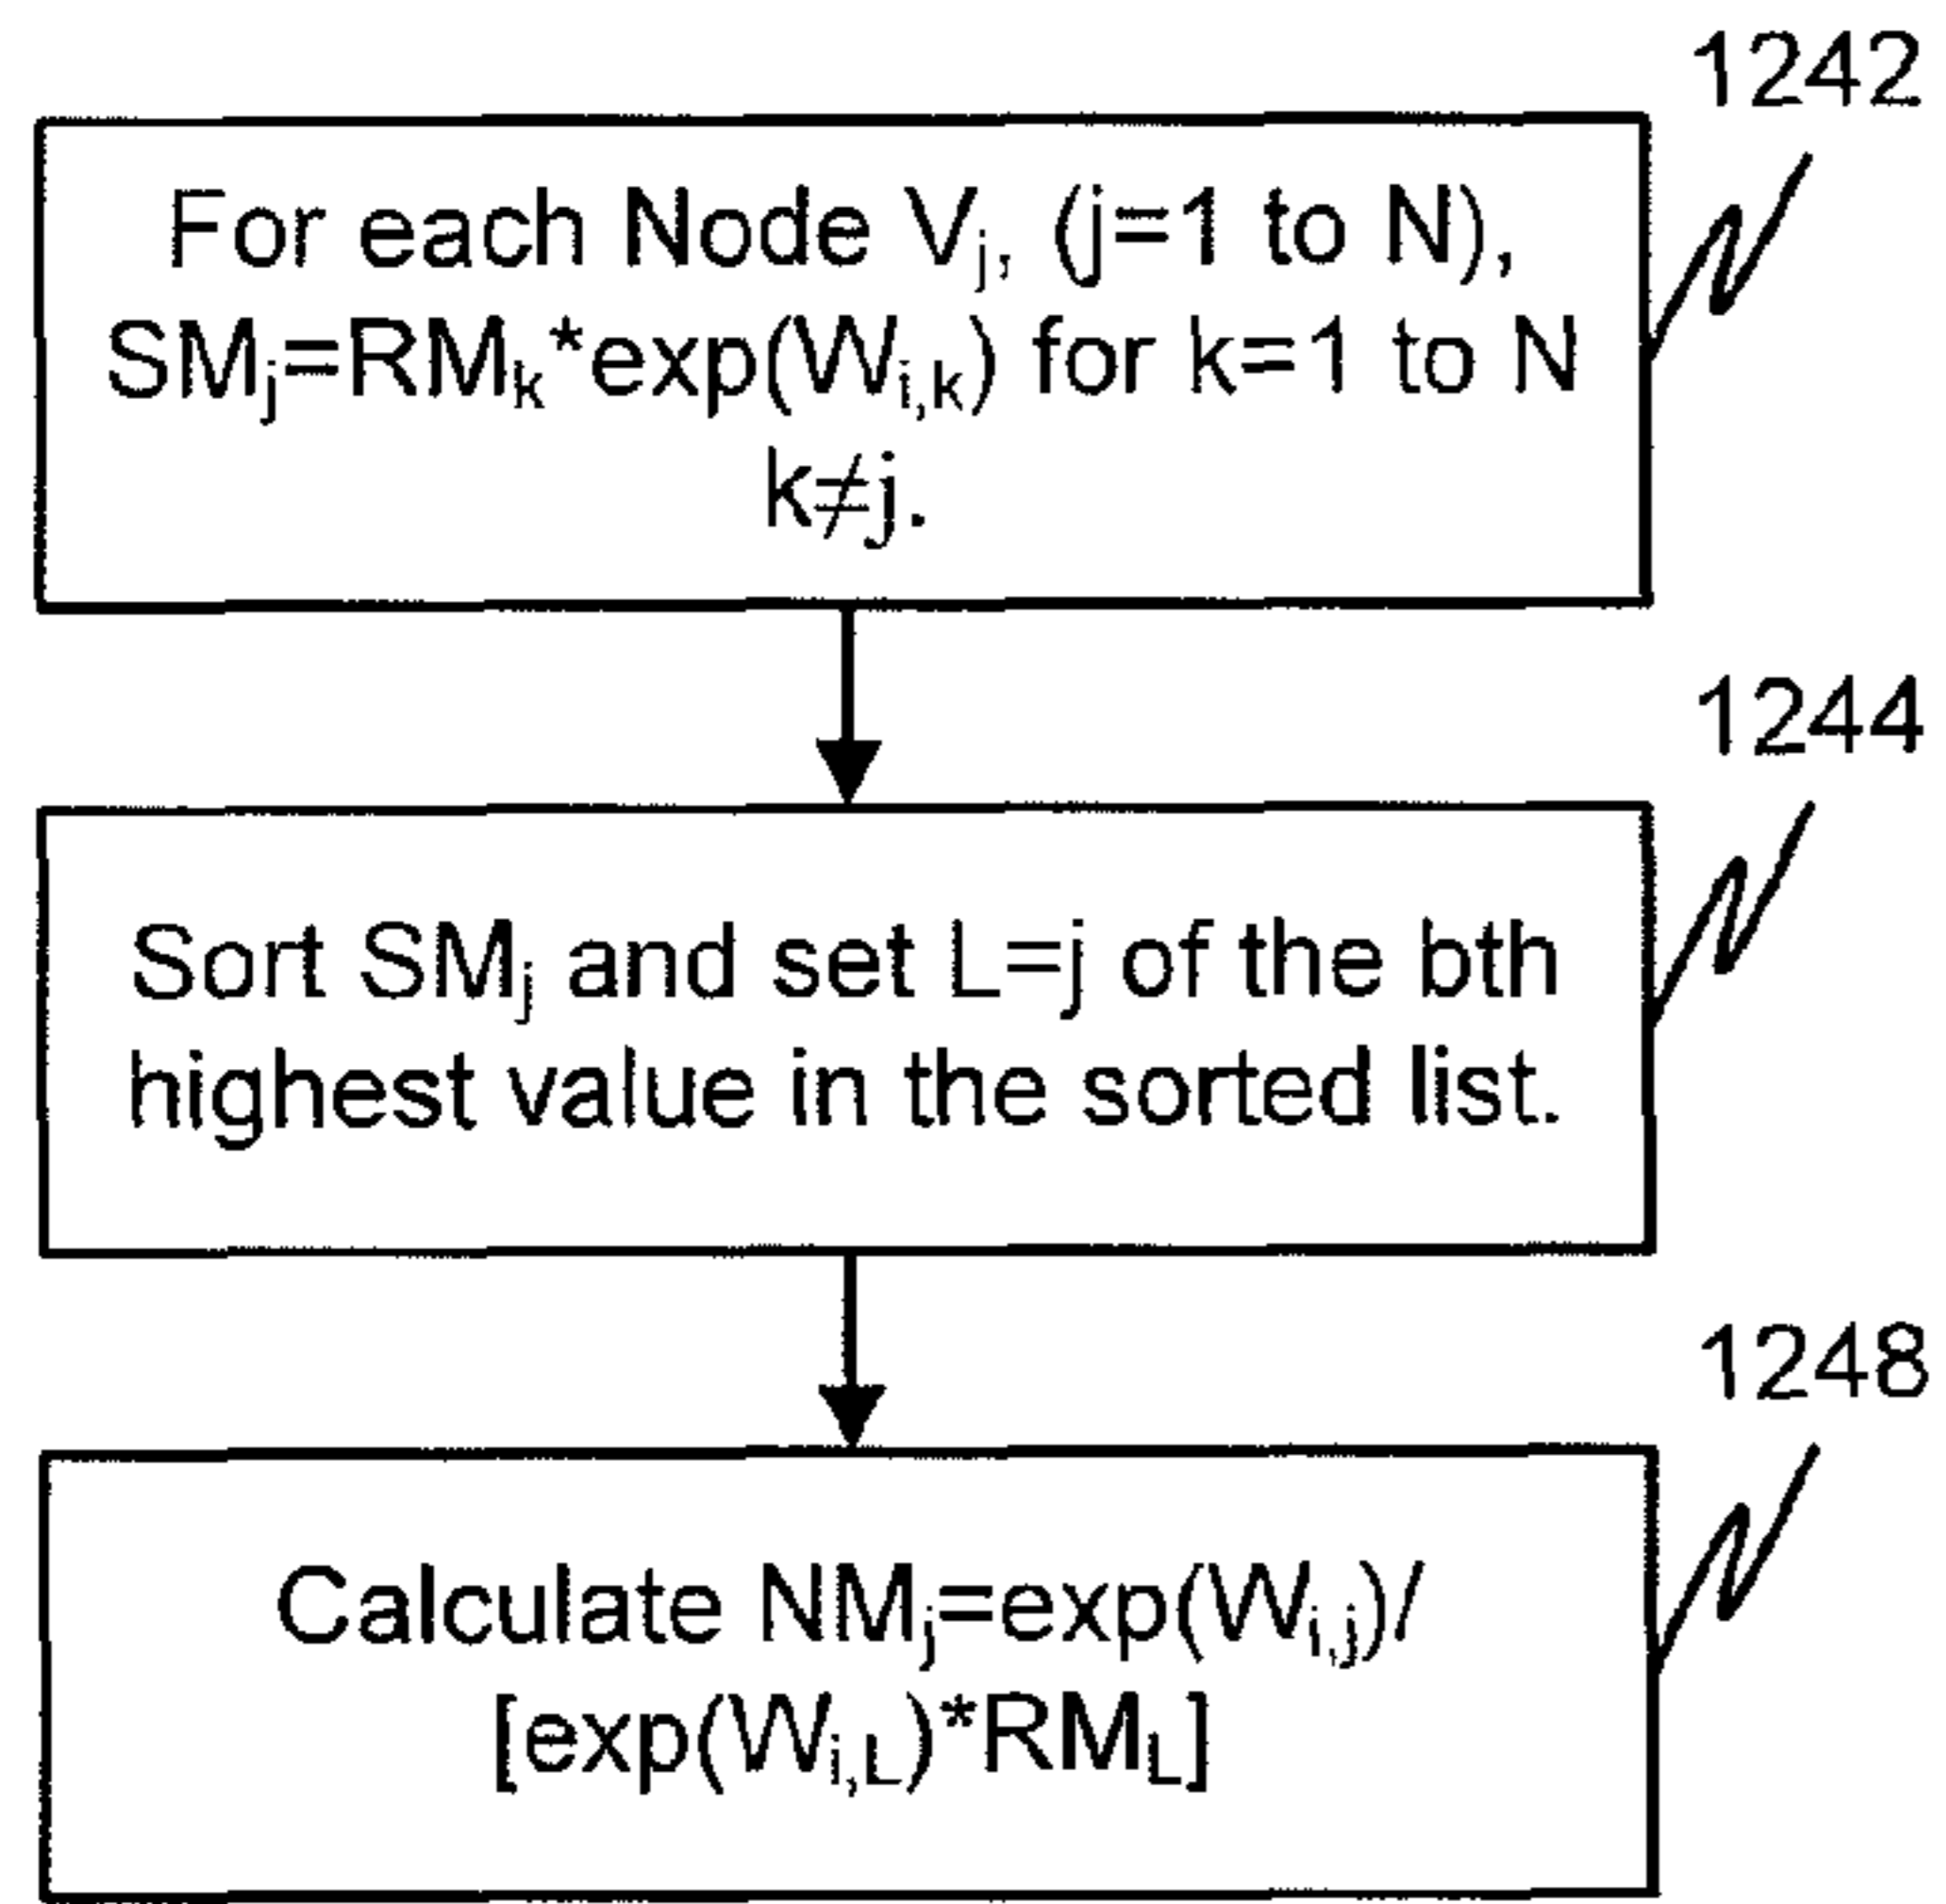 1242
For each Node Vj, (j=1 to N),
SMj=RMk*exp(Wi,k) for k=1 to N
k≠j.
1244
Sort SMj and set L=j of the bth
highest value in the sorted list.
1248
Calculate NMj=exp(Wi,j)/
[exp(Wi,L)*RML]